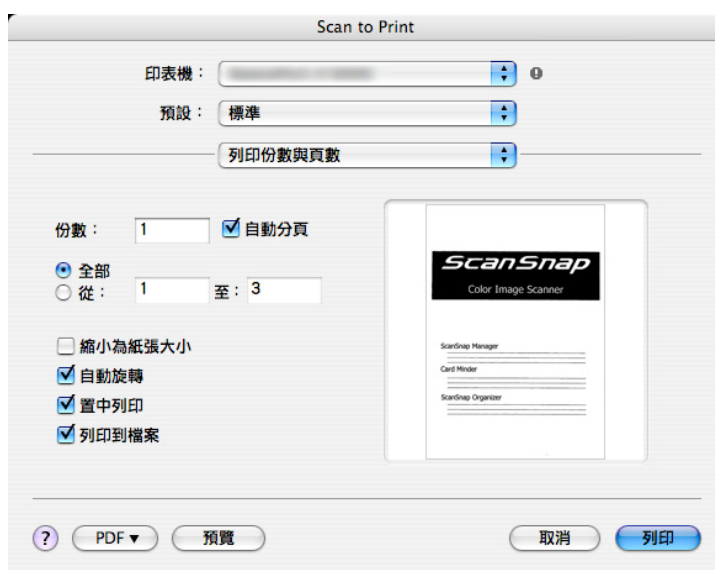 Scan to Print
印表機：
預設： 標準
列印份數與頁數
份數： 1 自動分頁
全部
從： 1 至： 3
縮小為紙張大小
自動旋轉
置中列印
列印到檔案
ScanSnap
Color Image Scanner
ScanSnap Manager
Card Minder
ScanSnap Organizer
? PDF▼ 預覽 取消 列印